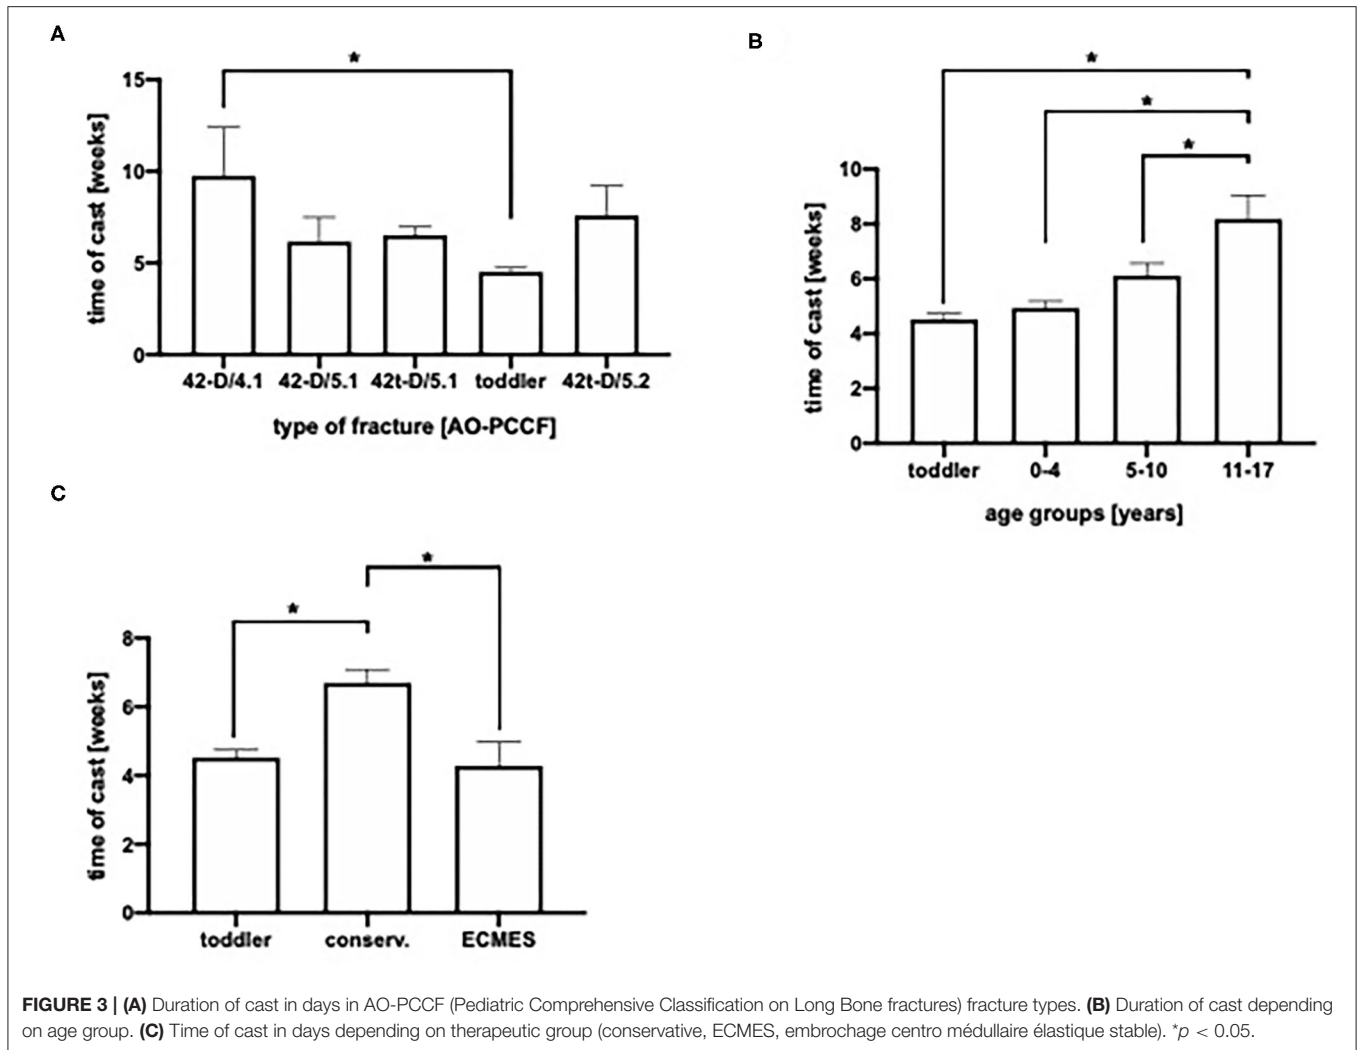 A
*
15
10
5
0
time of cast [weeks]
42-D/4.1 42-D/5.1 42t-D/5.1 toddler 42t-D/5.2
type of fracture [AO-PCCF]
B
*
*
*
10
8
6
4
2
0
time of cast [weeks]
toddler 0-4 5-10 11-17
age groups [years]
C
*
*
8
6
4
2
0
time of cast [weeks]
toddler conserv. ECMES
FIGURE 3 | (A) Duration of cast in days in AO-PCCF (Pediatric Comprehensive Classification on Long Bone fractures) fracture types. (B) Duration of cast depending
on age group. (C) Time of cast in days depending on therapeutic group (conservative, ECMES, embrochage centro médullaire élastique stable). *p < 0.05.